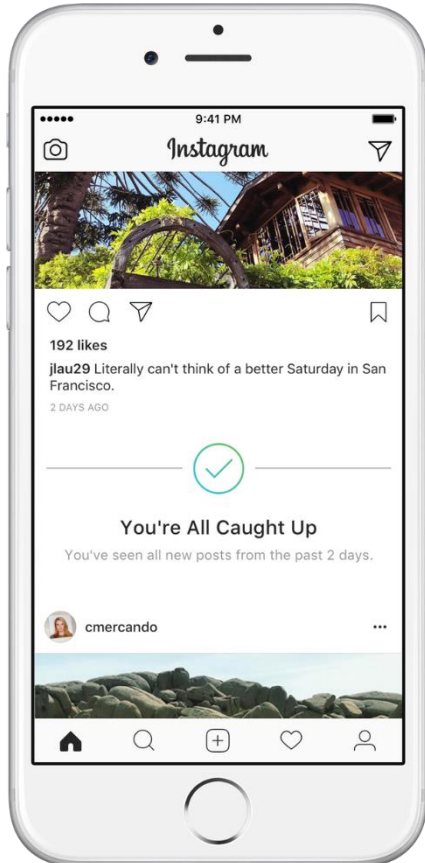 9:41 PM
Instagram
192 likes
jlau29 Literally can't think of a better Saturday in San
Francisco.
2 DAYS AGO
You're All Caught Up
You've seen all new posts from the past 2 days.
cmercando